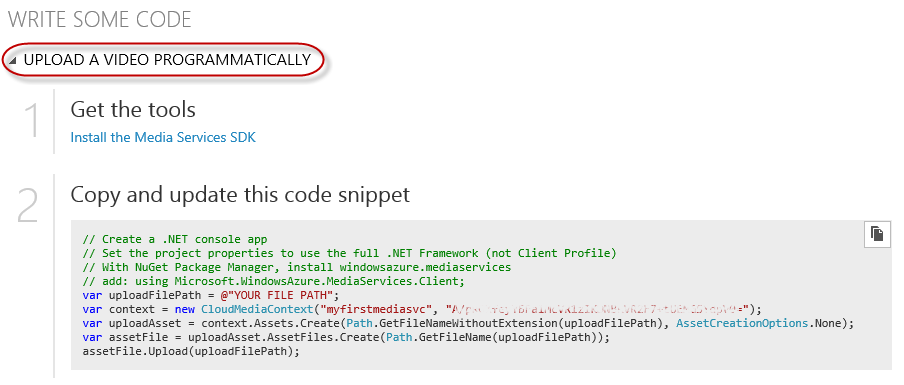 WRITE SOME CODE
UPLOAD A VIDEO PROGRAMMATICALLY
1
Get the tools
Install the Media Services SDK
2
Copy and update this code snippet
// Create a .NET console app
// Set the project properties to use the full .NET Framework (not Client Profile)
// With NuGet Package Manager, install windowsazure.mediaservices
// add: using Microsoft.WindowsAzure.MediaServices.Client;
var uploadFilePath = @"YOUR FILE PATH";
var context = new CloudMediaContext("myfirstmediasvc", ");
var uploadAsset = context.Assets.Create(Path.GetFileNameWithoutExtension(uploadFilePath), AssetCreationOptions.None);
var assetFile = uploadAsset.AssetFiles.Create(Path.GetFileName(uploadFilePath));
assetFile.Upload(uploadFilePath);